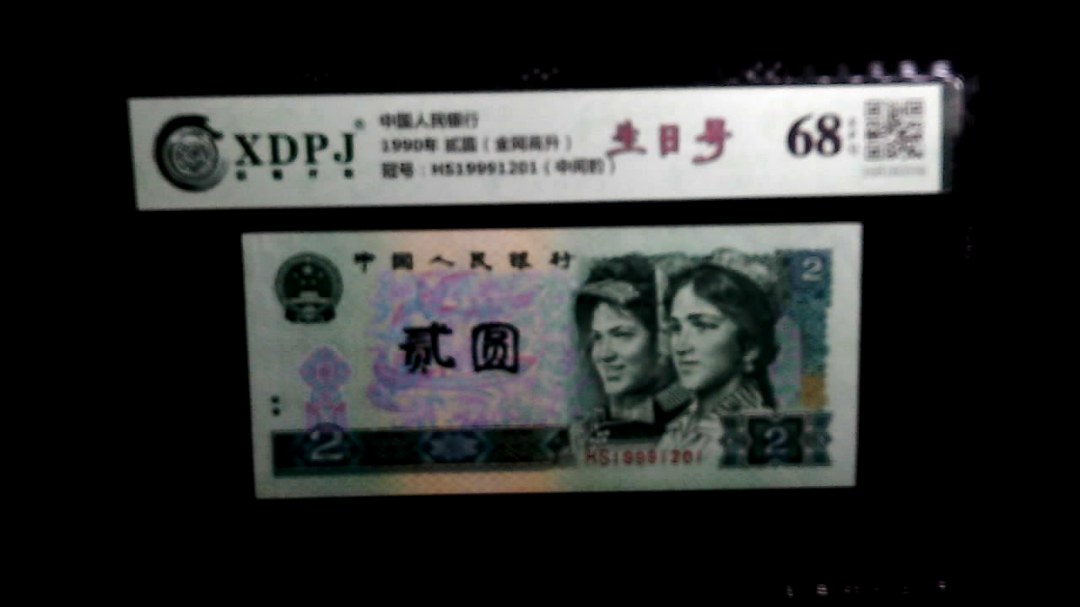 XDPJ®
中国人民银行
1990年 贰圆（金网高升）
冠号：HS19991201（中间豹）
生日号
68
中国人民银行
2
贰圆
2
2
HS19991201